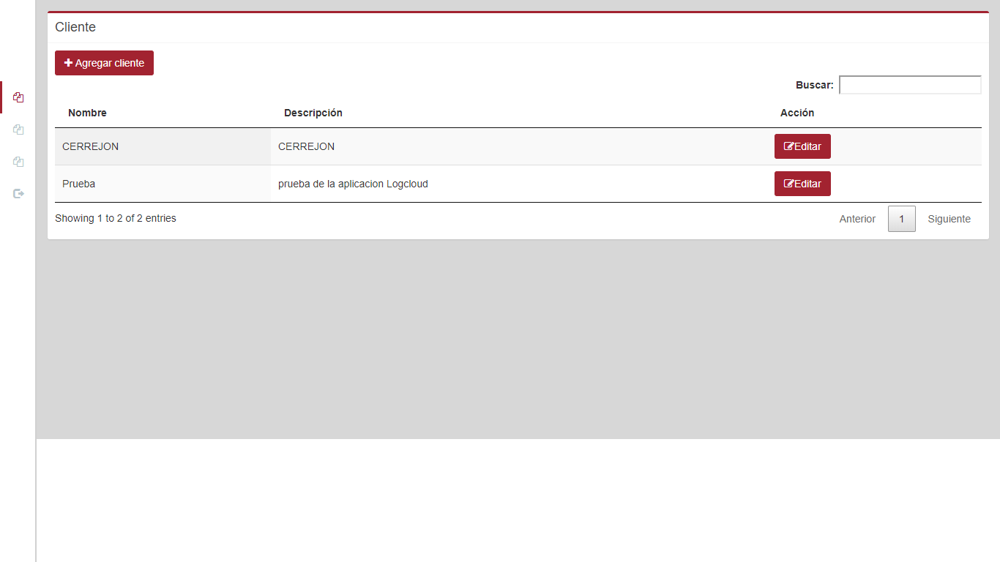 Cliente
Agregar cliente
Buscar:
Nombre Descripción Acción
CERREJON CERREJON Editar
Prueba prueba de la aplicacion Logcloud Editar
Showing 1 to 2 of 2 entries Anterior 1 Siguiente